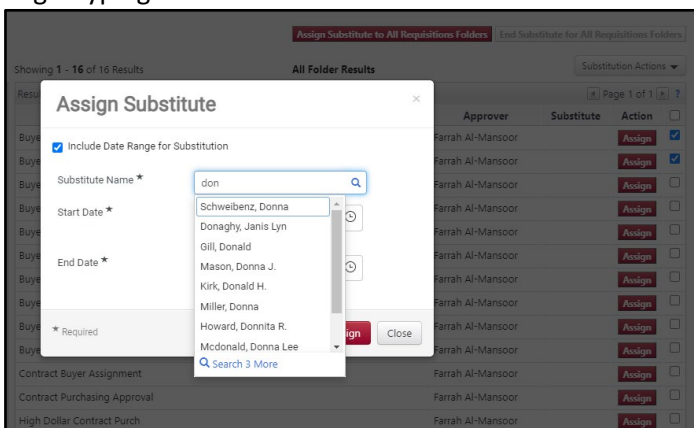 Assign Substitute to All Requisitions Folders End Substitute for All Requisitions Folders
Showing 1 - 16 of 16 Results All Folder Results Substitution Actions
Page 1 of 1 ?
Approver Substitute Action
Assign Substitute ×
Include Date Range for Substitution
Substitute Name ★ don
Start Date ★
End Date ★
Schweibenz, Donna
Donaghy, Janis Lyn
Gill, Donald
Mason, Donna J.
Kirk, Donald H.
Miller, Donna
Howard, Donnita R.
Mcdonald, Donna Lee
Search 3 More
★ Required Close
Farrah Al-Mansoor Assign
Farrah Al-Mansoor Assign
Farrah Al-Mansoor Assign
Farrah Al-Mansoor Assign
Farrah Al-Mansoor Assign
Farrah Al-Mansoor Assign
Farrah Al-Mansoor Assign
Farrah Al-Mansoor Assign
Farrah Al-Mansoor Assign
Farrah Al-Mansoor Assign
Contract Buyer Assignment Farrah Al-Mansoor Assign
Contract Purchasing Approval Farrah Al-Mansoor Assign
High Dollar Contract Purch Farrah Al-Mansoor Assign